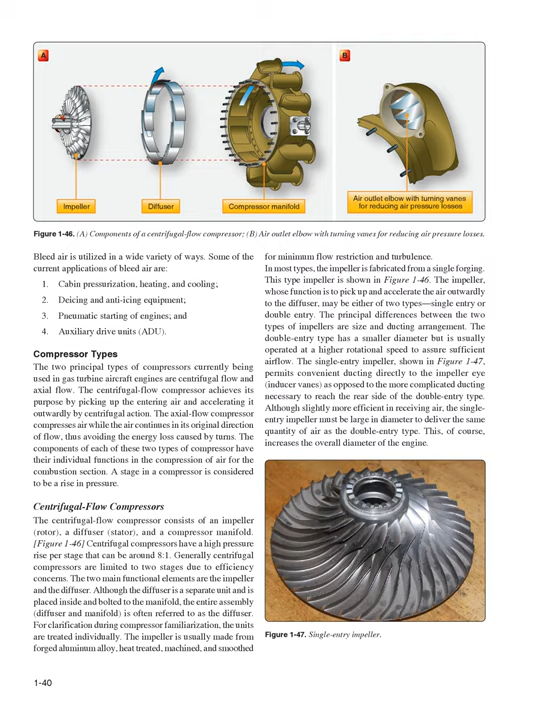 A
B
Impeller
Diffuser
Compressor manifold
Air outlet elbow with turning vanes
for reducing air pressure losses
Figure 1-46. (A) Components of a centrifugal-flow compressor; (B) Air outlet elbow with turning vanes for reducing air pressure losses.
Bleed air is utilized in a wide variety of ways. Some of the
current applications of bleed air are:
1. Cabin pressurization, heating, and cooling;
2. Deicing and anti-icing equipment;
3. Pneumatic starting of engines; and
4. Auxiliary drive units (ADU).
Compressor Types
The two principal types of compressors currently being
used in gas turbine aircraft engines are centrifugal flow and
axial flow. The centrifugal-flow compressor achieves its
purpose by picking up the entering air and accelerating it
outwardly by centrifugal action. The axial-flow compressor
compresses air while the air continues in its original direction
of flow, thus avoiding the energy loss caused by turns. The
components of each of these two types of compressor have
their individual functions in the compression of air for the
combustion section. A stage in a compressor is considered
to be a rise in pressure.
Centrifugal-Flow Compressors
The centrifugal-flow compressor consists of an impeller
(rotor), a diffuser (stator), and a compressor manifold.
[Figure 1-46] Centrifugal compressors have a high pressure
rise per stage that can be around 8:1. Generally centrifugal
compressors are limited to two stages due to efficiency
concerns. The two main functional elements are the impeller
and the diffuser. Although the diffuser is a separate unit and is
placed inside and bolted to the manifold, the entire assembly
(diffuser and manifold) is often referred to as the diffuser.
For clarification during compressor familiarization, the units
are treated individually. The impeller is usually made from
forged aluminum alloy, heat treated, machined, and smoothed
for minimum flow restriction and turbulence.
In most types, the impeller is fabricated from a single forging.
This type impeller is shown in Figure 1-46. The impeller,
whose function is to pick up and accelerate the air outwardly
to the diffuser, may be either of two types—single entry or
double entry. The principal differences between the two
types of impellers are size and ducting arrangement. The
double-entry type has a smaller diameter but is usually
operated at a higher rotational speed to assure sufficient
airflow. The single-entry impeller, shown in Figure 1-47,
permits convenient ducting directly to the impeller eye
(inducer vanes) as opposed to the more complicated ducting
necessary to reach the rear side of the double-entry type.
Although slightly more efficient in receiving air, the single-
entry impeller must be large in diameter to deliver the same
quantity of air as the double-entry type. This, of course,
increases the overall diameter of the engine.
Figure 1-47. Single-entry impeller.
1-40